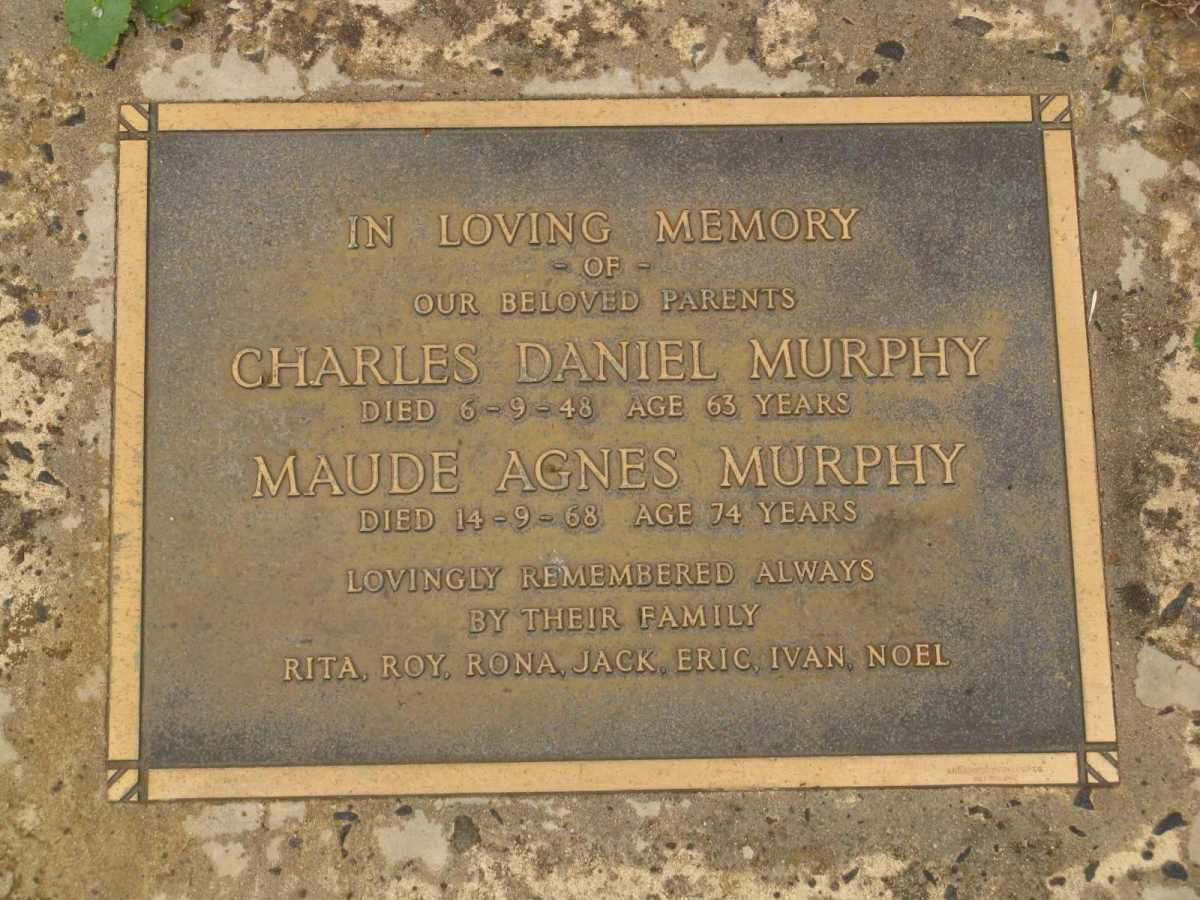 IN LOVING MEMORY
- OF -
OUR BELOVED PARENTS
CHARLES DANIEL MURPHY
DIED 6-9-48 AGE 63 YEARS
MAUDE AGNES MURPHY
DIED 14-9-68 AGE 74 YEARS
LOVINGLY REMEMBERED ALWAYS
BY THEIR FAMILY
RITA, ROY, RONA, JACK, ERIC, IVAN, NOEL